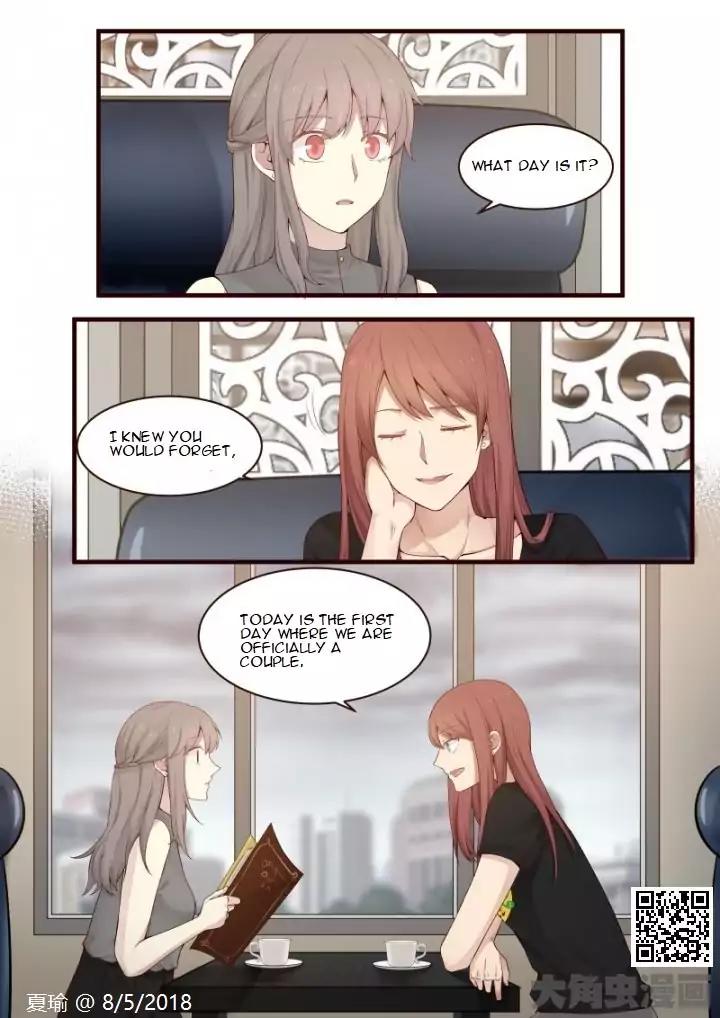 WHAT DAY IS IT?
I KNEW YOU
WOULD FORGET,
TODAY IS THE FIRST
DAY WHERE WE ARE
OFFICIALLY A
COUPLE.
大角虫漫画
夏瑜 @ 8/5/2018